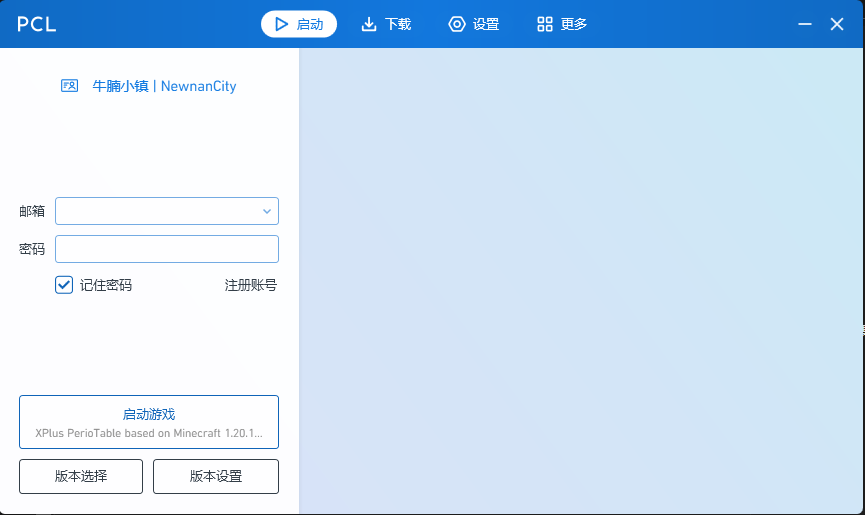 PCL
启动
下载
设置
更多
牛腩小镇 | NewnanCity
邮箱
密码
记住密码
注册账号
启动游戏
XPlus PerioTable based on Minecraft 1.20.1...
版本选择
版本设置